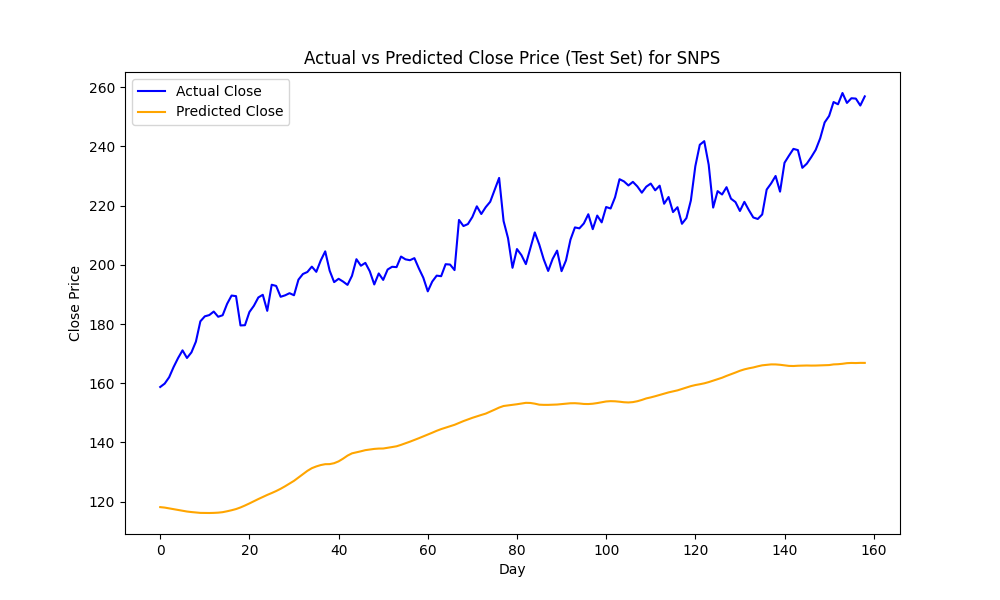 Actual vs Predicted Close Price (Test Set) for SNPS
Actual Close
Predicted Close
Close Price
260
240
220
200
180
160
140
120
0 20 40 60 80 100 120 140 160
Day